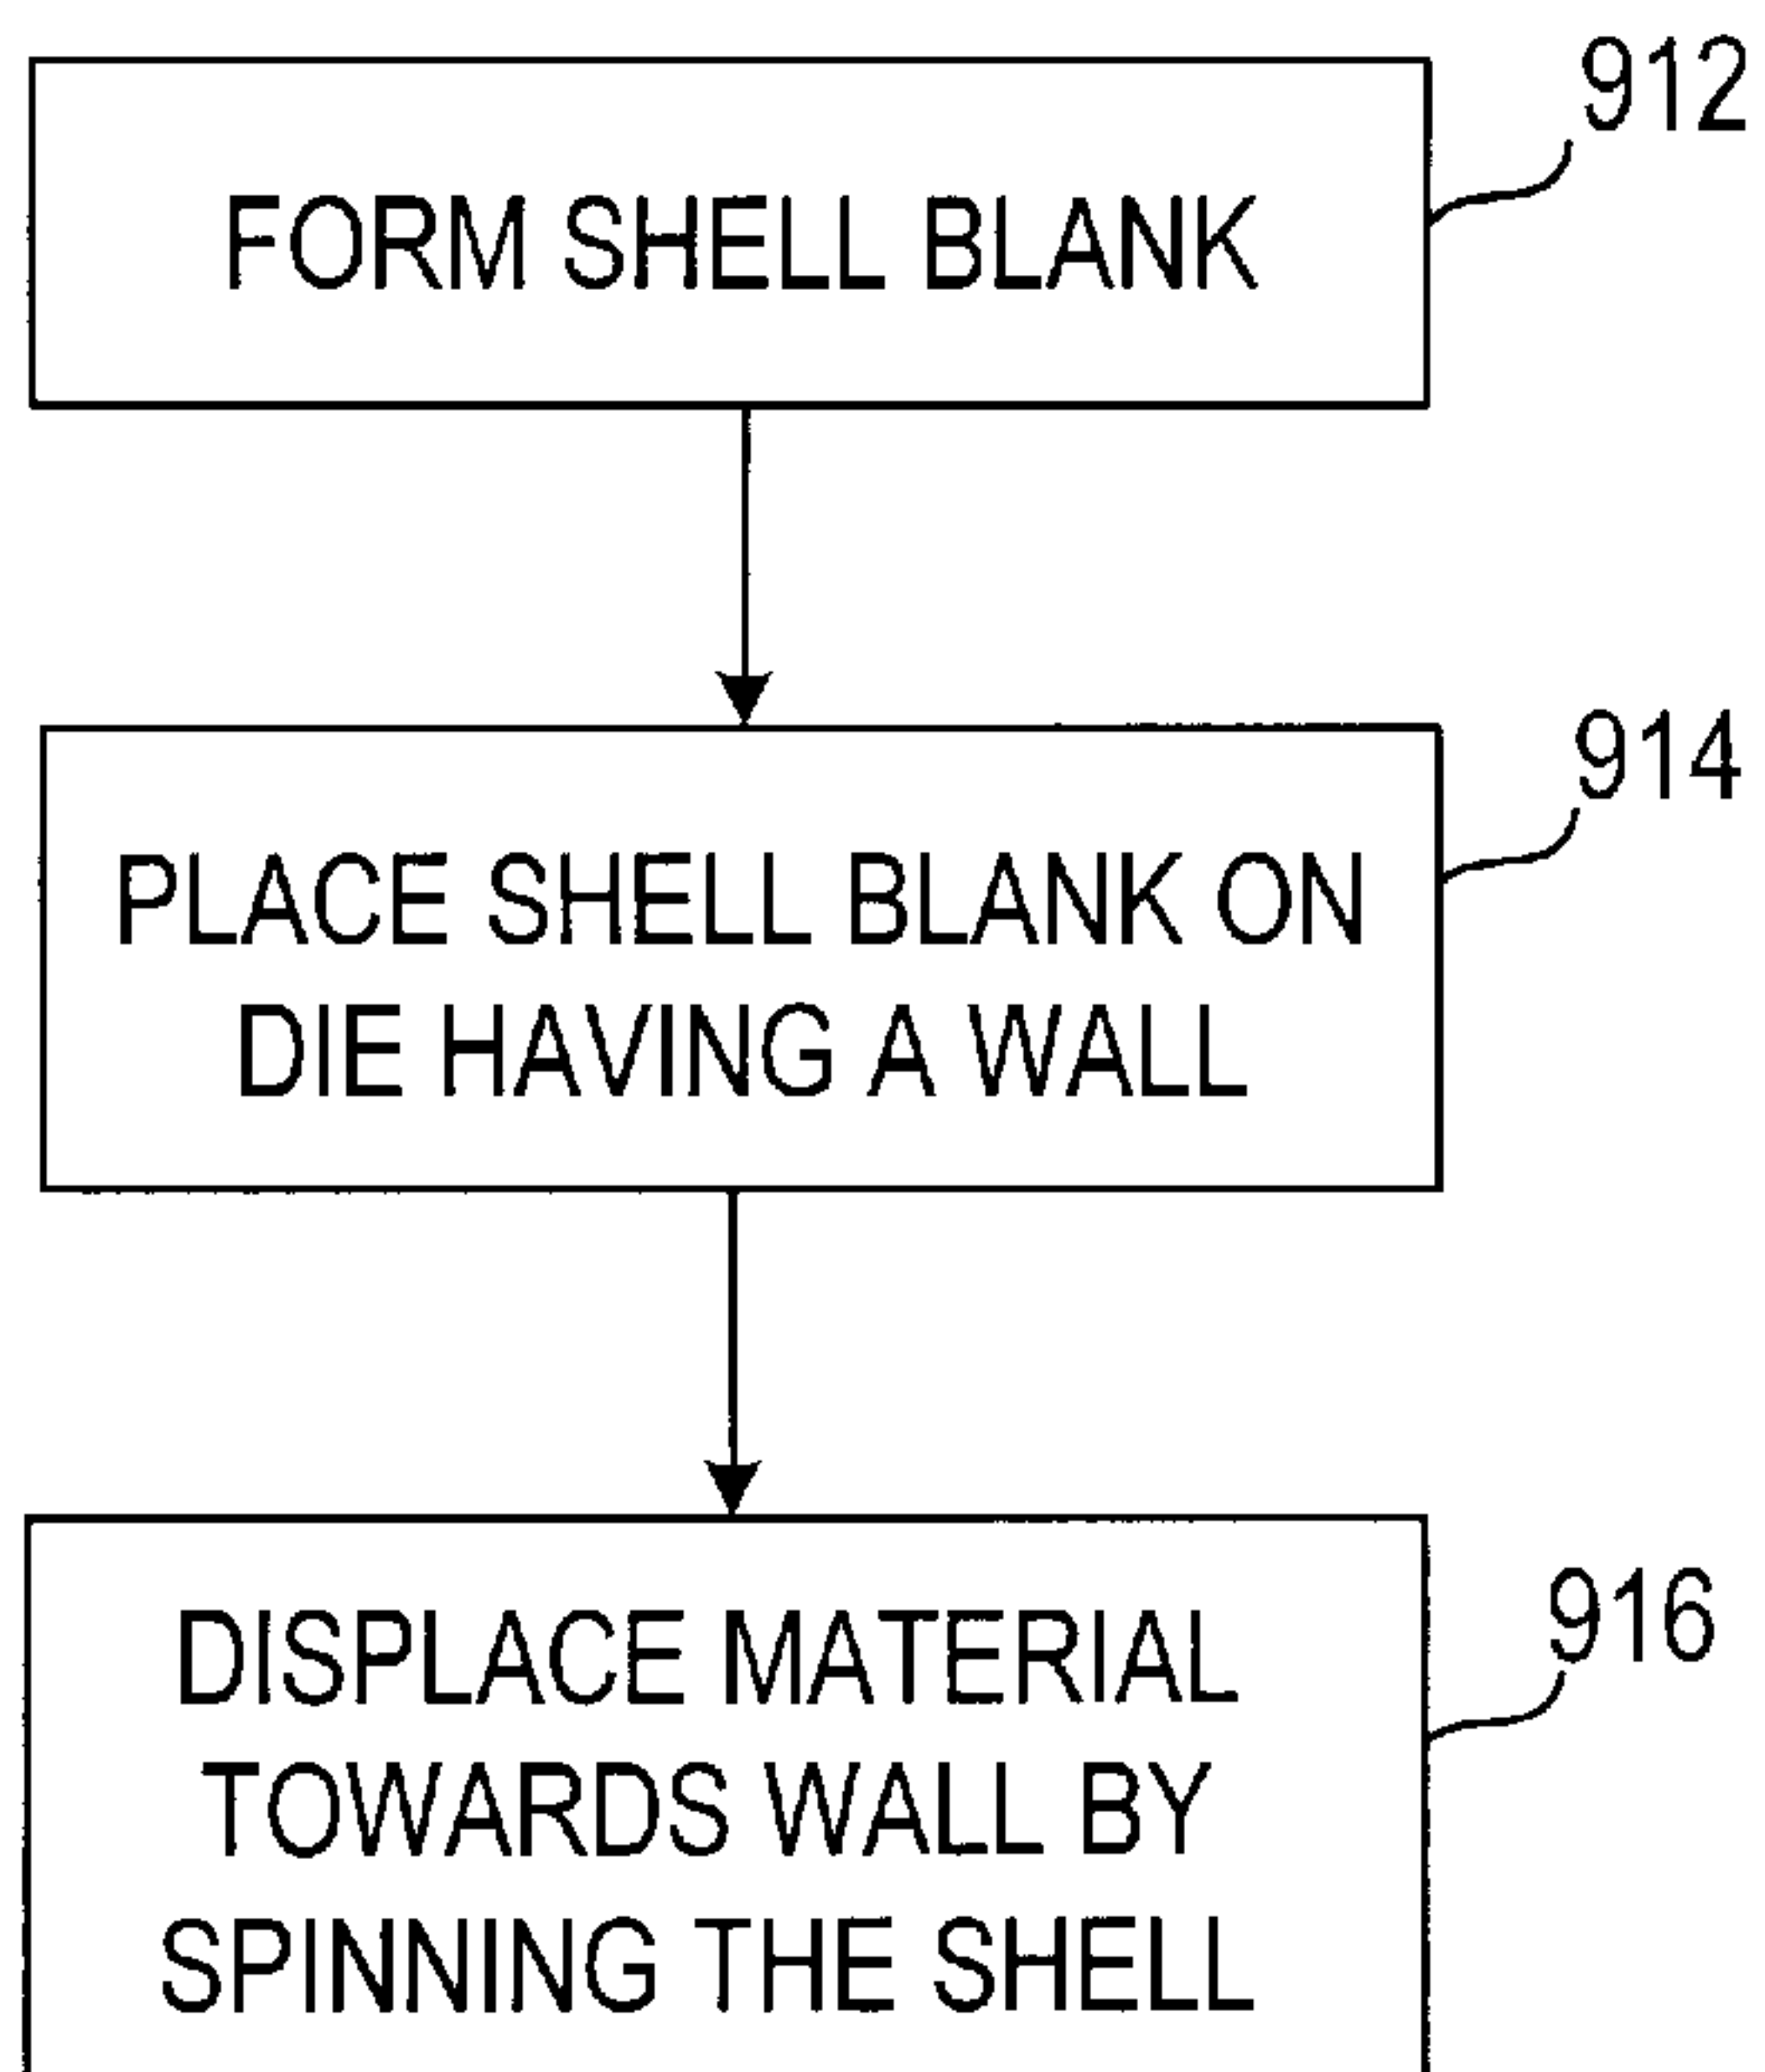 912
FORM SHELL BLANK
914
PLACE SHELL BLANK ON
DIE HAVING A WALL
916
DISPLACE MATERIAL
TOWARDS WALL BY
SPINNING THE SHELL